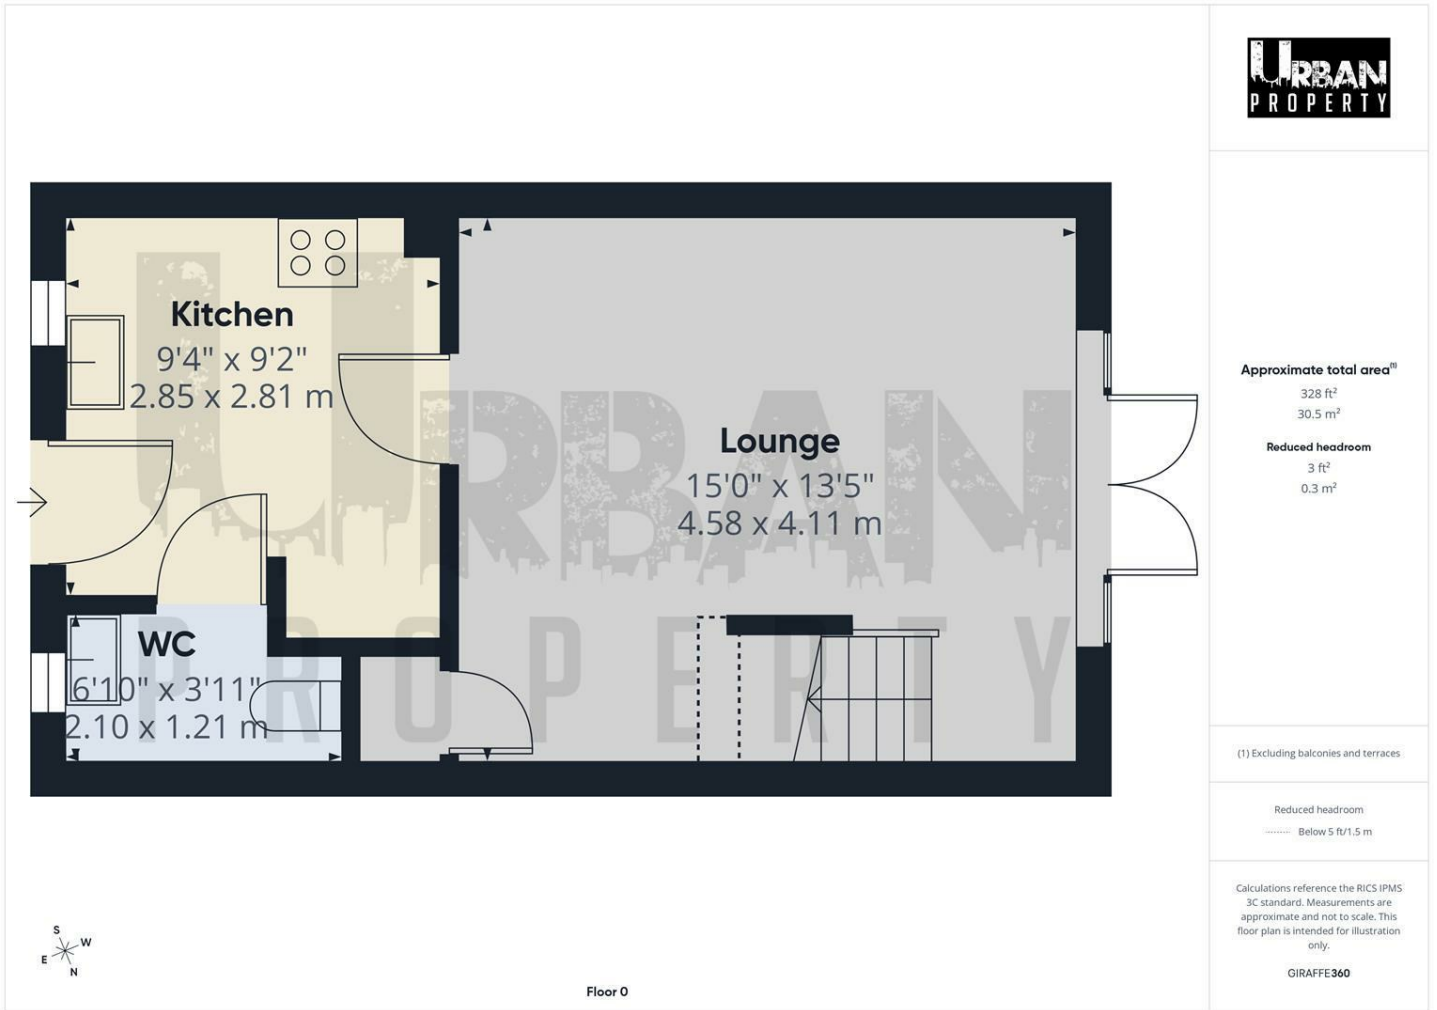 URBAN
PROPERTY
Kitchen
9'4" x 9'2"
2.85 x 2.81 m
Lounge
15'0" x 13'5"
4.58 x 4.11 m
WC
6'10" x 3'11"
2.10 x 1.21 m
URBAN
PROPERTY
S
W
E
N
Floor 0
Approximate total area(1)
328 ft²
30.5 m²
Reduced headroom
3 ft²
0.3 m²
(1) Excluding balconies and terraces
Reduced headroom
Below 5 ft/1.5 m
Calculations reference the RICS IPMS
3C standard. Measurements are
approximate and not to scale. This
floor plan is intended for illustration
only.
GIRAFFE360